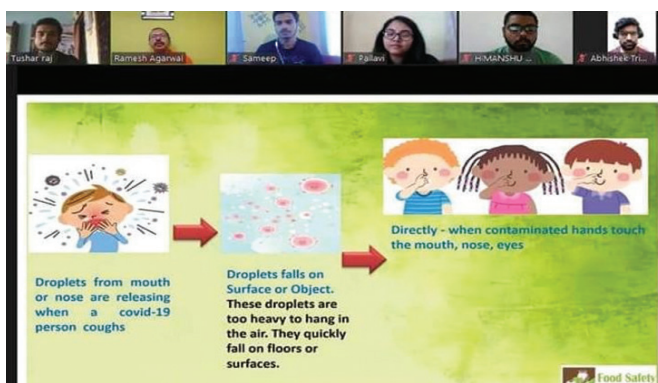 Tushar raj
Ramesh Agarwal
Sameep
Pallavi
HIMANSHU ...
Abhishek Tri...
Droplets from mouth
or nose are releasing
when a covid-19
person coughs
Droplets falls on
Surface or Object.
These droplets are
too heavy to hang in
the air. They quickly
fall on floors or
surfaces.
Directly - when contaminated hands touch
the mouth, nose, eyes
Food Safety